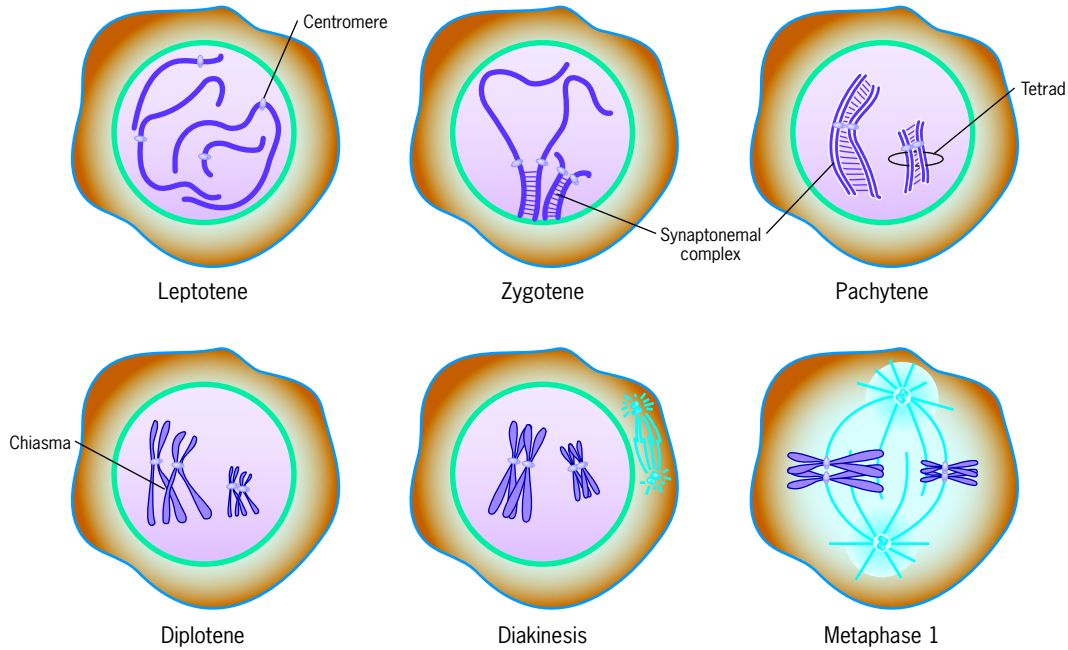 Centromere
Tetrad
Synaptonemal
complex
Leptotene
Zygotene
Pachytene
Chiasma
Diplotene
Diakinesis
Metaphase 1